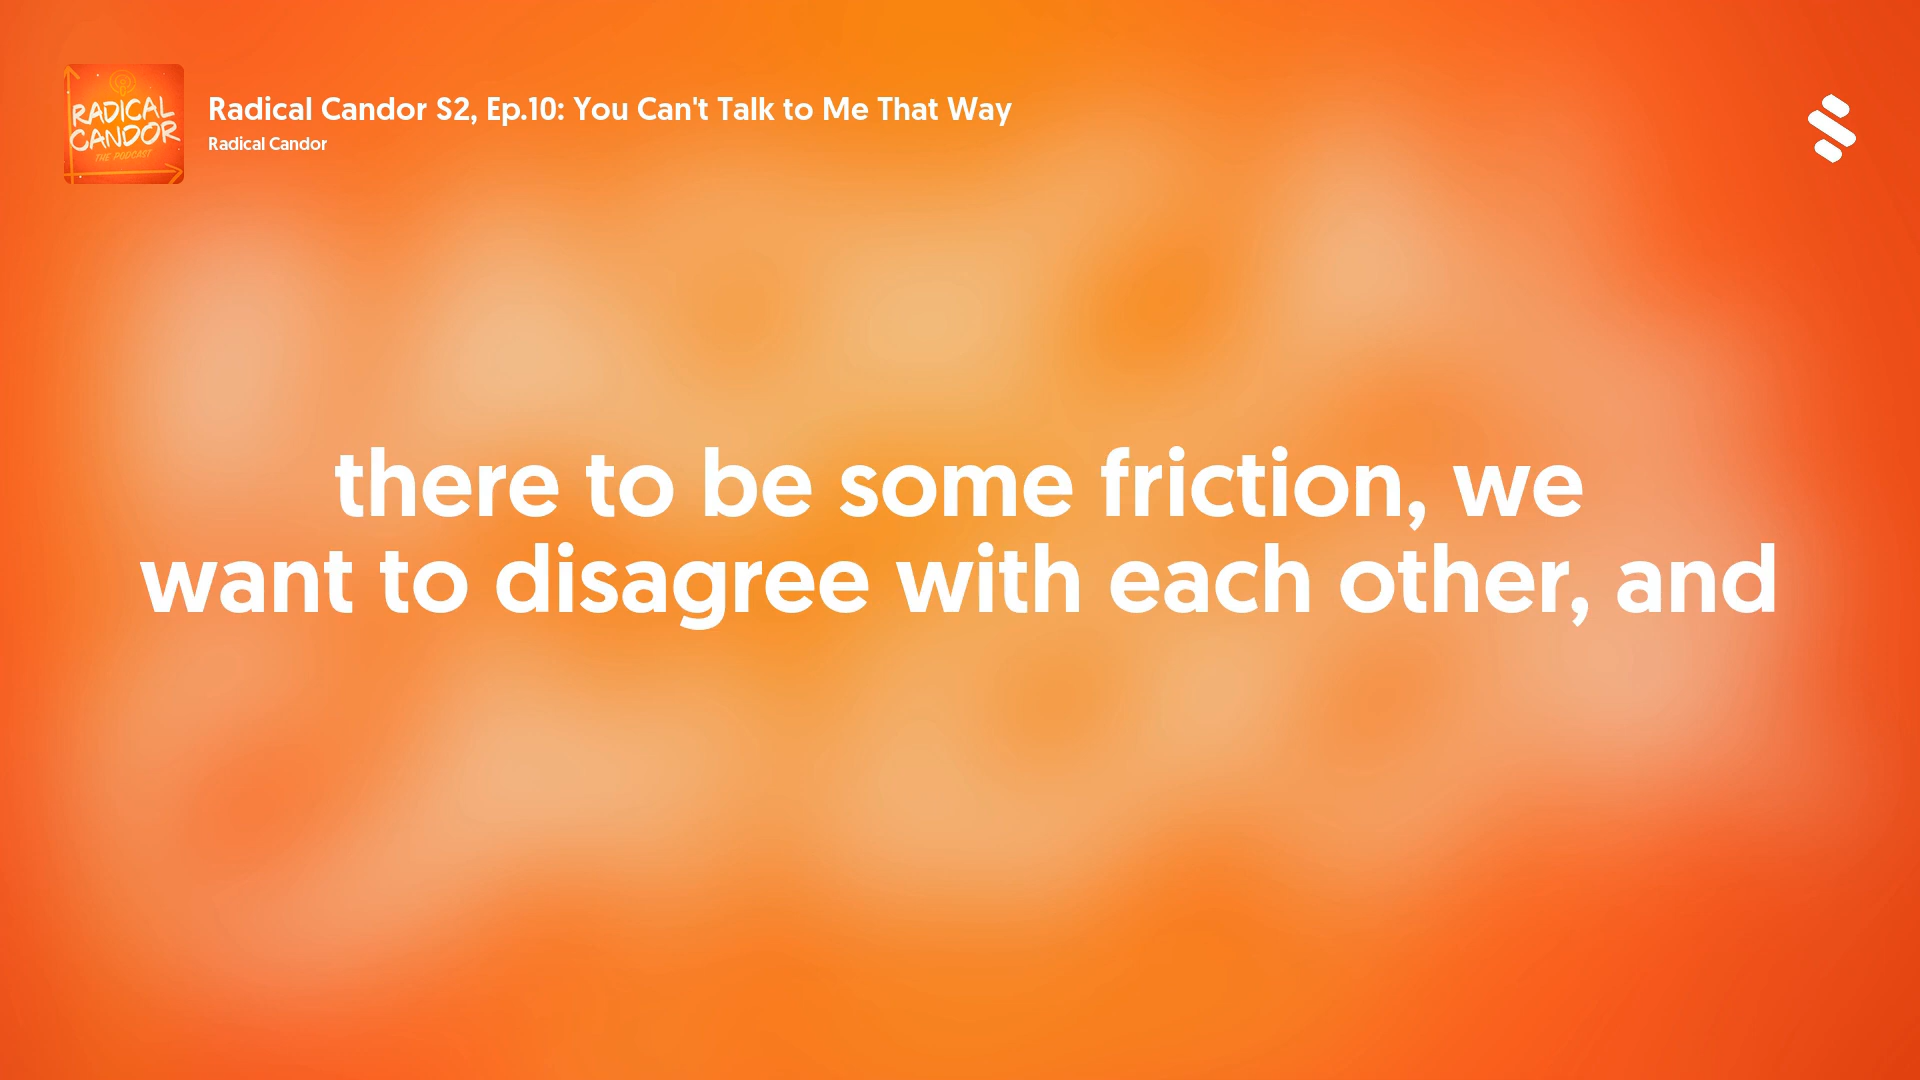 RADICAL
CANDOR
THE PODCAST
Radical Candor S2, Ep.10: You Can't Talk to Me That Way
Radical Candor
there to be some friction, we
want to disagree with each other, and